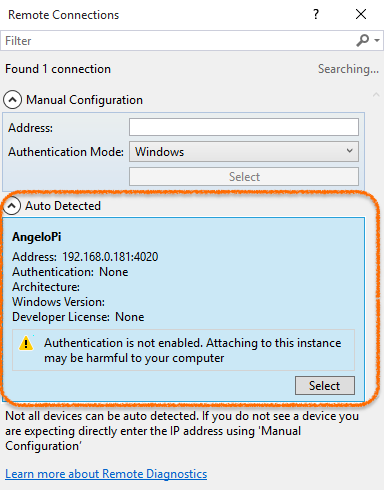 Remote Connections
?
Filter
Found 1 connection Searching...
Manual Configuration
Address:
Authentication Mode: Windows
Select
Auto Detected
AngeloPi
Address: 192.168.0.181:4020
Authentication: None
Architecture:
Windows Version:
Developer License: None
Authentication is not enabled. Attaching to this instance
may be harmful to your computer
Select
Not all devices can be auto detected. If you do not see a device you
are expecting directly enter the IP address using 'Manual
Configuration'
Learn more about Remote Diagnostics